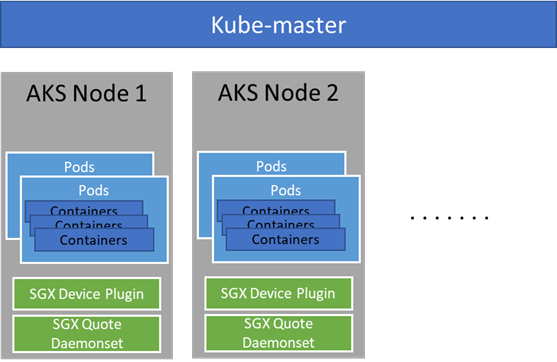 Kube-master
AKS Node 1
Pods
Pods
Containers
Containers
Containers
SGX Device Plugin
SGX Quote
Daemonset
AKS Node 2
Pods
Pods
Containers
Containers
Containers
SGX Device Plugin
SGX Quote
Daemonset
.......